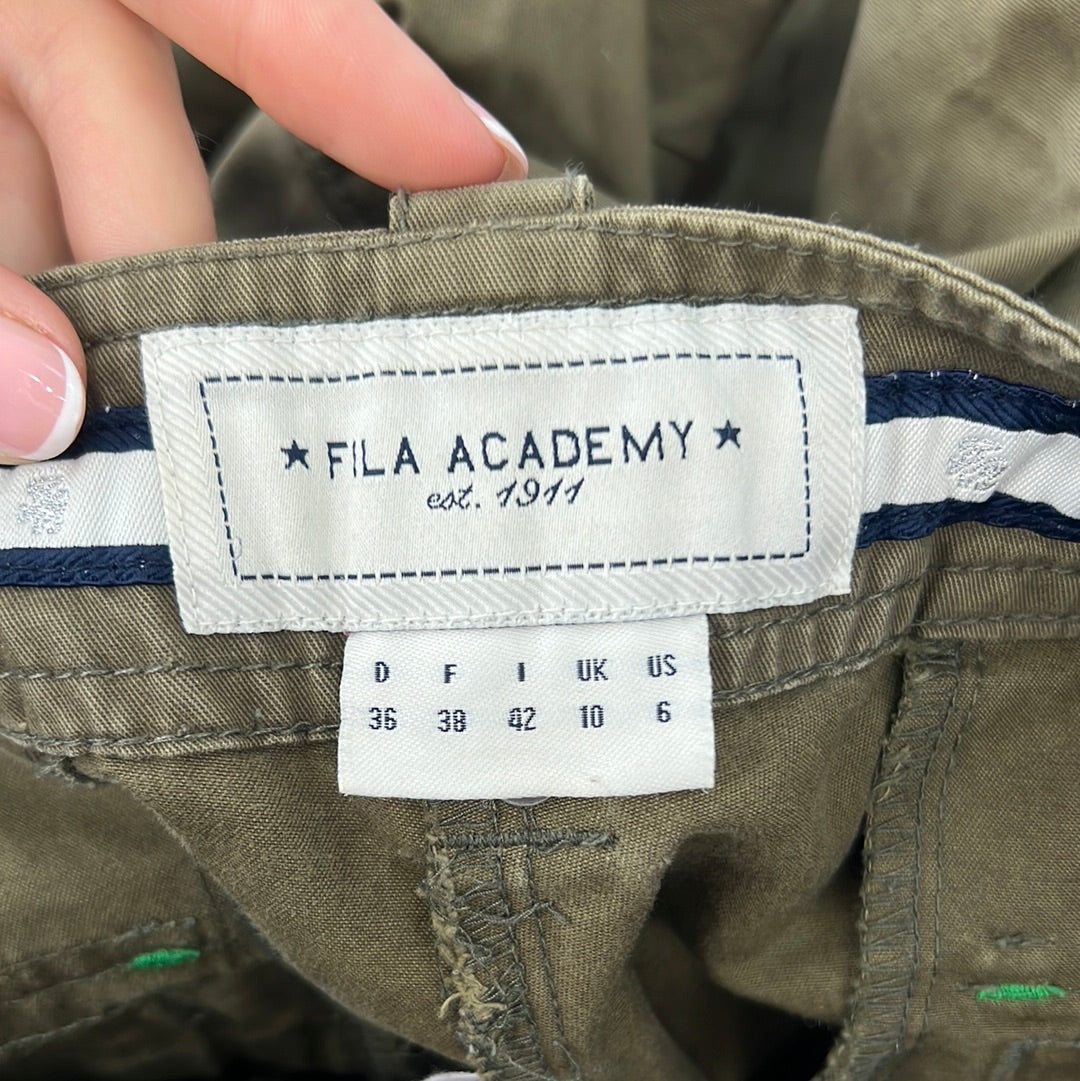 ★ FILA ACADEMY ★
est. 1911
D F I UK US
36 38 42 10 6